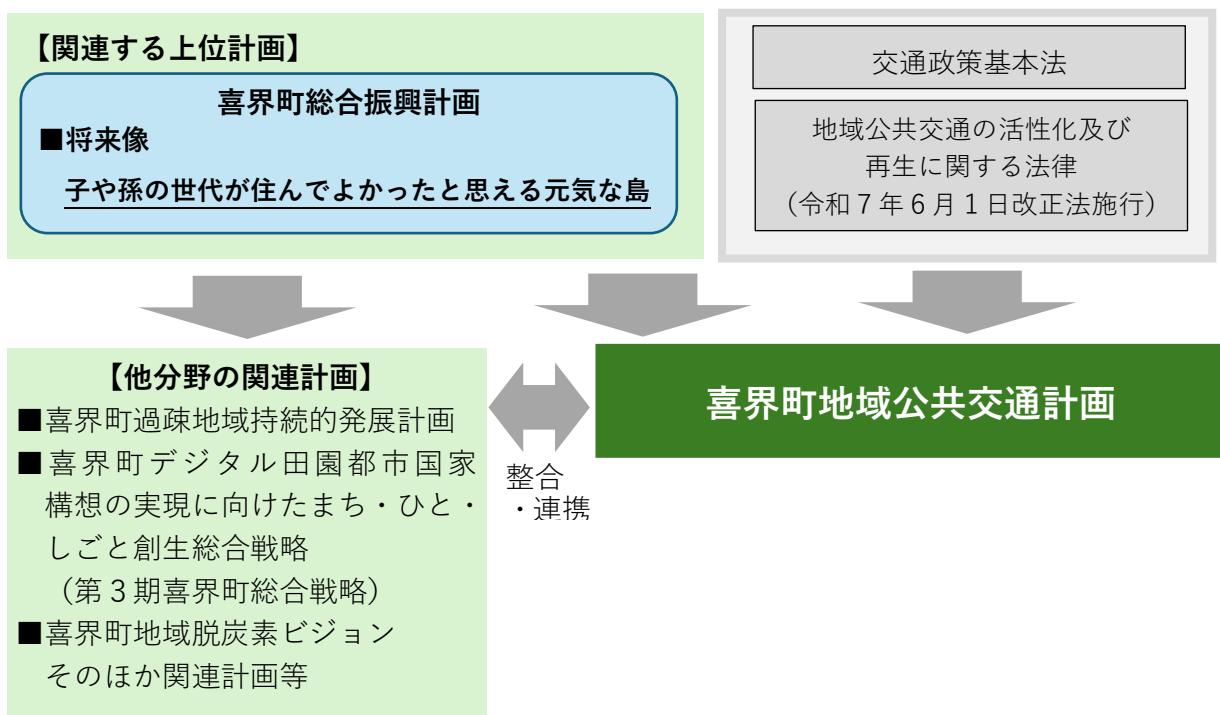 【関連する上位計画】
喜界町総合振興計画
■将来像
子や孫の世代が住んでよかったと思える元気な島
交通政策基本法
地域公共交通の活性化及び
再生に関する法律
（令和７年６月１日改正法施行）
【他分野の関連計画】
■喜界町過疎地域持続的発展計画
■喜界町デジタル田園都市国家
構想の実現に向けたまち・ひと・
しごと創生総合戦略
（第３期喜界町総合戦略）
■喜界町地域脱炭素ビジョン
そのほか関連計画等
整合
・連携
喜界町地域公共交通計画